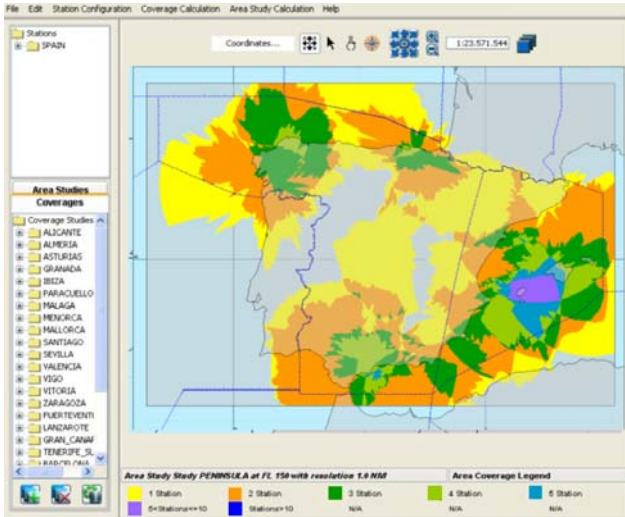 File Edit Station Configuration Coverage Calculation Area Study Calculation Help
Coordinates...
1:23.571.544
Stations
SPAIN
Area Studies
Coverages
Coverage Studies
ALICANTE
ALMERIA
ASTURIAS
GRANADA
IBIZA
PARACUELLO
MALAGA
MENORCA
MALLORCA
SANTIAGO
SEVILLA
VALENCIA
VIGO
VITORIA
ZARAGOZA
FUERTEVENTI
LANZAROTE
GRAN_CANAF
TENERIFE_SL
BARCELONA
Area Study Study PENINSULA at FL 150 with resolution 1.0 NM
Area Coverage Legend
1 Station 2 Station 3 Station 4 Station 5 Station
5<Stations<=10 Stations>10 N/A N/A N/A